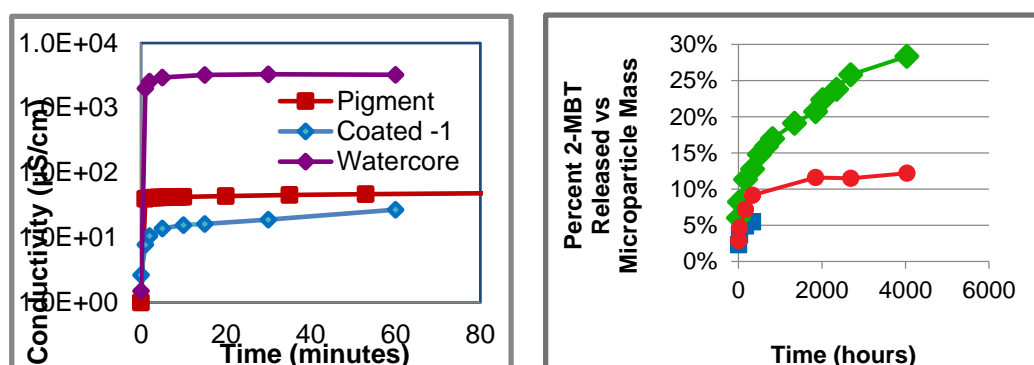 Conductivity (µS/cm)
1.0E+04
1.0E+03
1.0E+02
1.0E+01
1.0E+00
Pigment
Coated -1
Watercore
0
20
40
60
80
Time (minutes)
Percent 2-MBT
Released vs
Microparticle Mass
30%
25%
20%
15%
10%
5%
0%
0
2000
4000
6000
Time (hours)